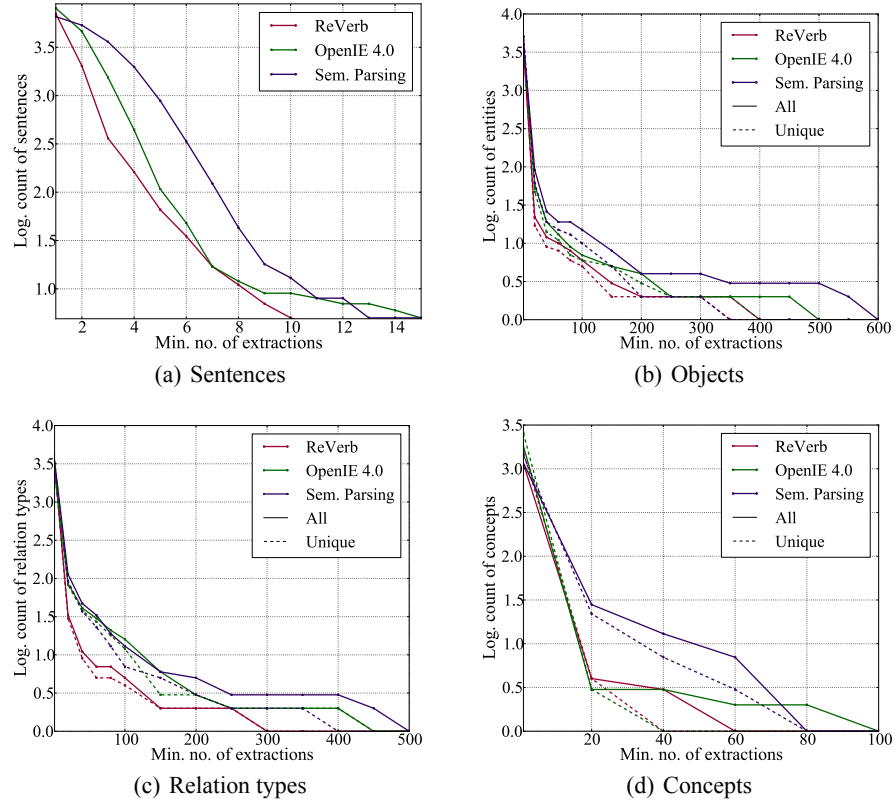 ReVerb
OpenIE 4.0
Sem. Parsing
Log. count of sentences
3.5
3.0
2.5
2.0
1.5
1.0
2 4 6 8 10 12 14
Min. no. of extractions
(a) Sentences
ReVerb
OpenIE 4.0
Sem. Parsing
All
Unique
Log. count of entities
4.0
3.5
3.0
2.5
2.0
1.5
1.0
0.5
0.0
100 200 300 400 500 600
Min. no. of extractions
(b) Objects
ReVerb
OpenIE 4.0
Sem. Parsing
All
Unique
Log. count of relation types
4.0
3.5
3.0
2.5
2.0
1.5
1.0
0.5
0.0
100 200 300 400 500
Min. no. of extractions
(c) Relation types
ReVerb
OpenIE 4.0
Sem. Parsing
All
Unique
Log. count of concepts
3.5
3.0
2.5
2.0
1.5
1.0
0.5
0.0
20 40 60 80 100
Min. no. of extractions
(d) Concepts